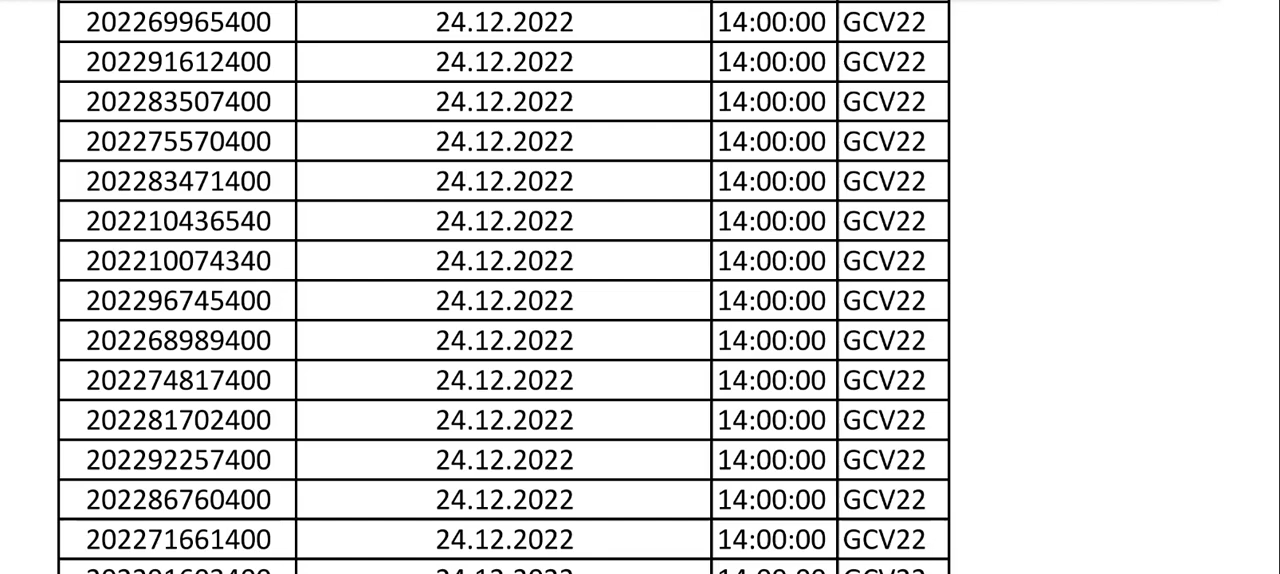 202269965400 24.12.2022 14:00:00 GCV22
202291612400 24.12.2022 14:00:00 GCV22
202283507400 24.12.2022 14:00:00 GCV22
202275570400 24.12.2022 14:00:00 GCV22
202283471400 24.12.2022 14:00:00 GCV22
202210436540 24.12.2022 14:00:00 GCV22
202210074340 24.12.2022 14:00:00 GCV22
202296745400 24.12.2022 14:00:00 GCV22
202268989400 24.12.2022 14:00:00 GCV22
202274817400 24.12.2022 14:00:00 GCV22
202281702400 24.12.2022 14:00:00 GCV22
202292257400 24.12.2022 14:00:00 GCV22
202286760400 24.12.2022 14:00:00 GCV22
202271661400 24.12.2022 14:00:00 GCV22